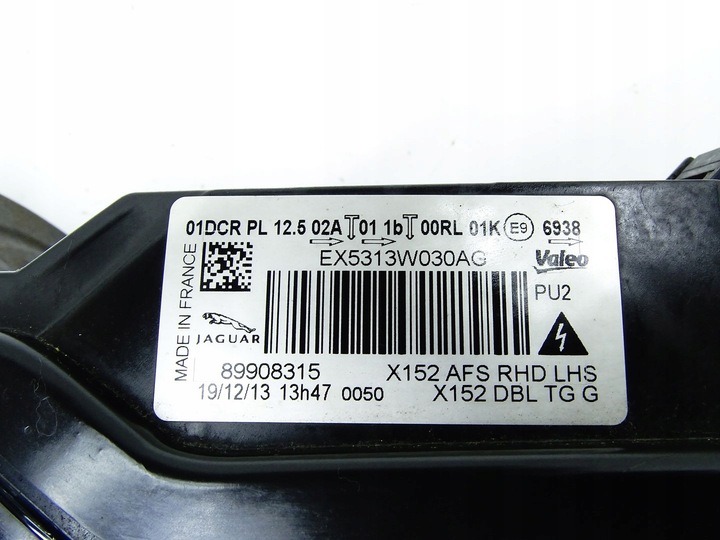 01DCR PL 12.5 02A 01 1b 00RL 01K E9 6938
EX5313W030AG
Valeo
MADE IN FRANCE
JAGUAR
PU2
89908315 X152 AFS RHD LHS
19/12/13 13h47 0050 X152 DBL TG G